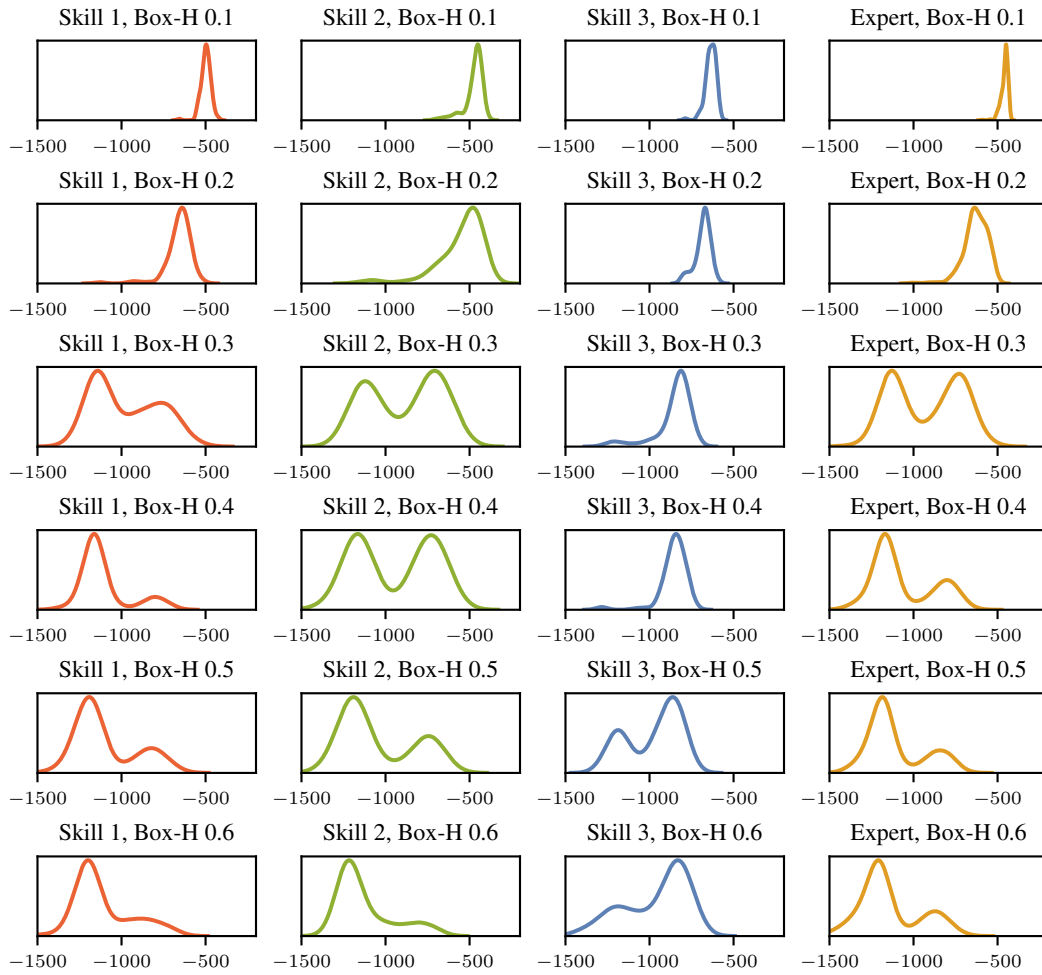 Skill 1, Box-H 0.1 Skill 2, Box-H 0.1 Skill 3, Box-H 0.1 Expert, Box-H 0.1
−1500 −1000 −500 −1500 −1000 −500 −1500 −1000 −500 −1500 −1000 −500
Skill 1, Box-H 0.2 Skill 2, Box-H 0.2 Skill 3, Box-H 0.2 Expert, Box-H 0.2
−1500 −1000 −500 −1500 −1000 −500 −1500 −1000 −500 −1500 −1000 −500
Skill 1, Box-H 0.3 Skill 2, Box-H 0.3 Skill 3, Box-H 0.3 Expert, Box-H 0.3
−1500 −1000 −500 −1500 −1000 −500 −1500 −1000 −500 −1500 −1000 −500
Skill 1, Box-H 0.4 Skill 2, Box-H 0.4 Skill 3, Box-H 0.4 Expert, Box-H 0.4
−1500 −1000 −500 −1500 −1000 −500 −1500 −1000 −500 −1500 −1000 −500
Skill 1, Box-H 0.5 Skill 2, Box-H 0.5 Skill 3, Box-H 0.5 Expert, Box-H 0.5
−1500 −1000 −500 −1500 −1000 −500 −1500 −1000 −500 −1500 −1000 −500
Skill 1, Box-H 0.6 Skill 2, Box-H 0.6 Skill 3, Box-H 0.6 Expert, Box-H 0.6
−1500 −1000 −500 −1500 −1000 −500 −1500 −1000 −500 −1500 −1000 −500